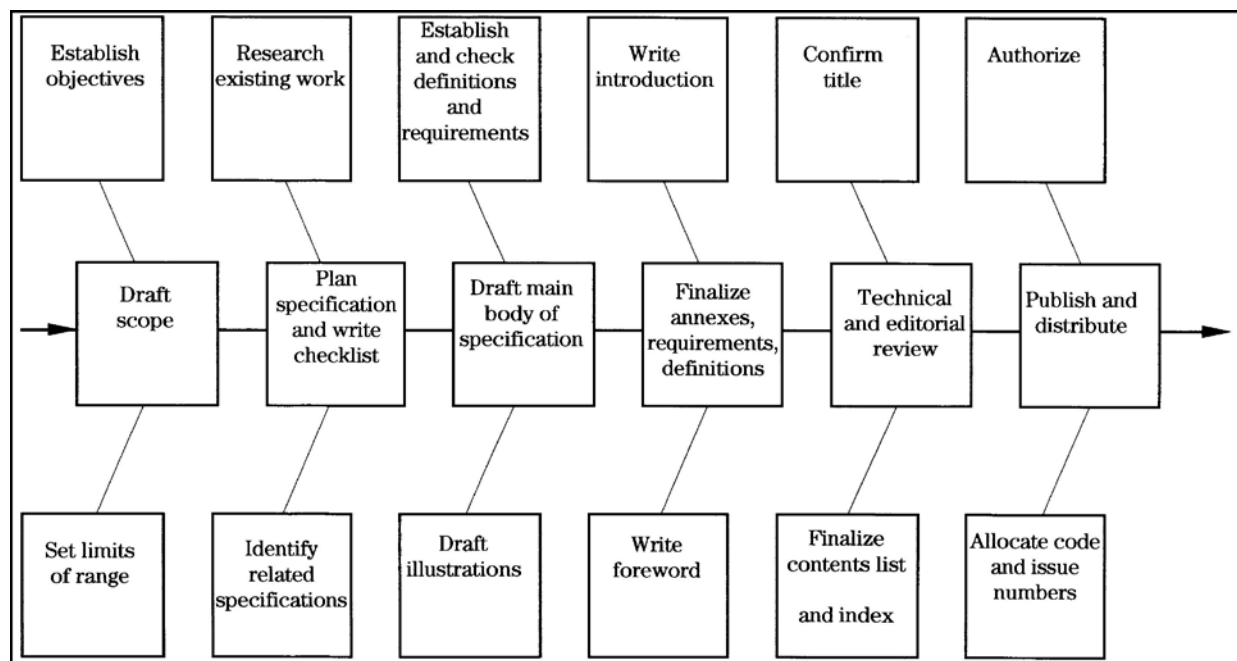 Establish
objectives
Research
existing work
Establish
and check
definitions
and
requirements
Write
introduction
Confirm
title
Authorize
Draft
scope
Plan
specification
and write
checklist
Draft main
body of
specification
Finalize
annexes,
requirements,
definitions
Technical
and editorial
review
Publish and
distribute
Set limits
of range
Identify
related
specifications
Draft
illustrations
Write
foreword
Finalize
contents list
and index
Allocate code
and issue
numbers